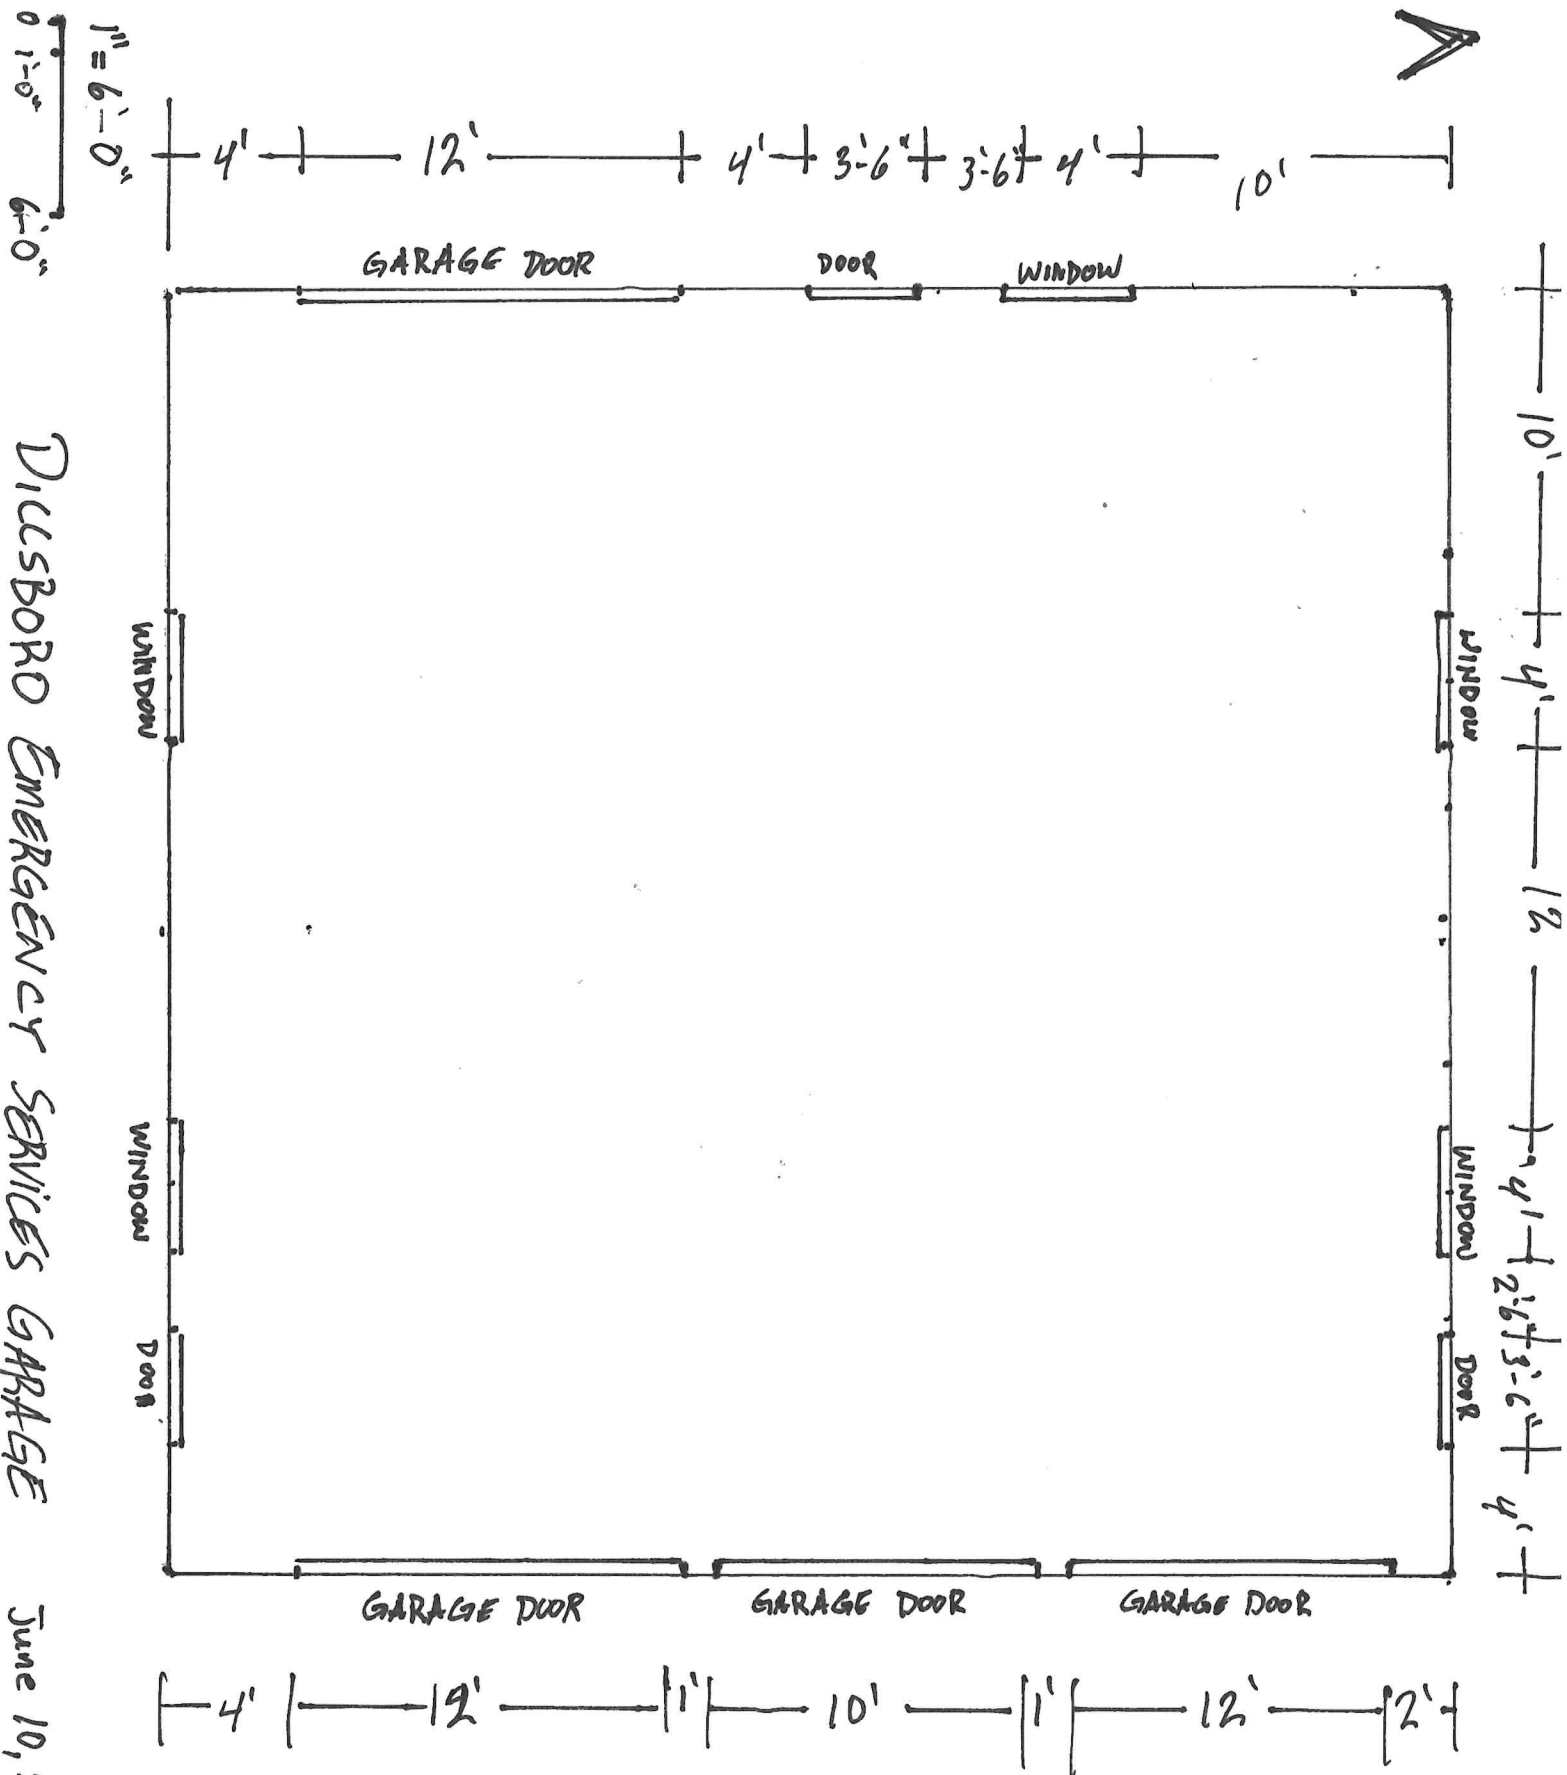 1" = 6'-0"
0 1'-0" 6'-0"
4' 12' 4' 3'-6" 3'-6" 4' 10'
GARAGE DOOR DOOR WINDOW
10' 4' 12 4' 2'6" 3'-6" 4'
WINDOW WINDOW DOOR
WINDOW WINDOW DOOR
GARAGE DOOR GARAGE DOOR GARAGE DOOR
4' 12' 1' 10' 1' 12' 2'
DILLSBORO EMERGENCY SERVICES GARAGE June 10,